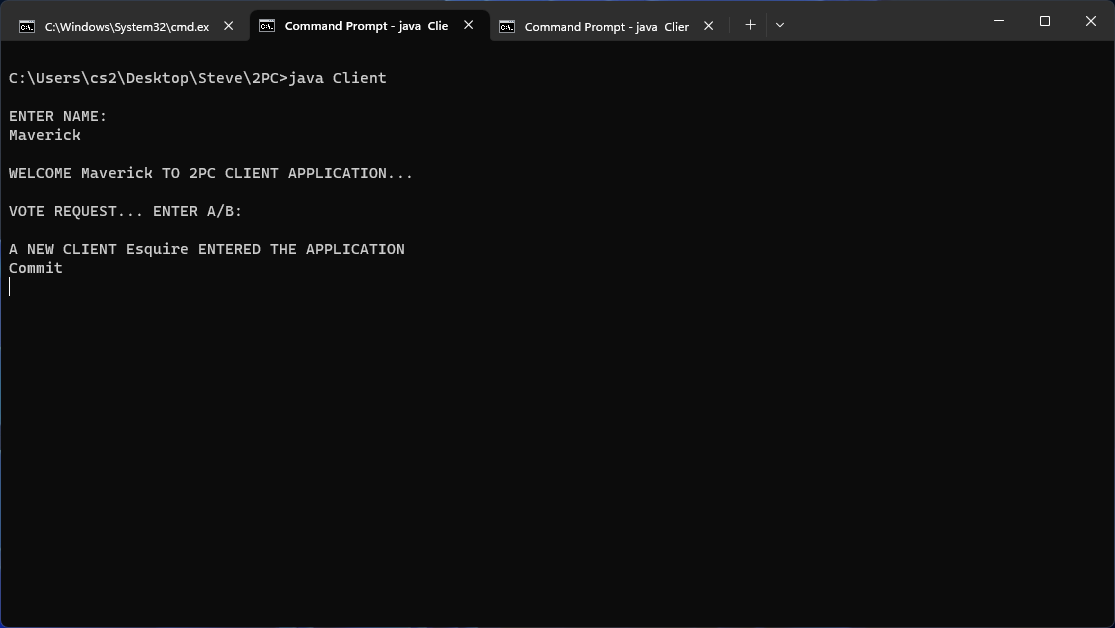 C:\Windows\System32\cmd.ex
Command Prompt - java Clie
Command Prompt - java Clier
C:\Users\cs2\Desktop\Steve\2PC>java Client
ENTER NAME:
Maverick
WELCOME Maverick TO 2PC CLIENT APPLICATION...
VOTE REQUEST... ENTER A/B:
A NEW CLIENT Esquire ENTERED THE APPLICATION
Commit